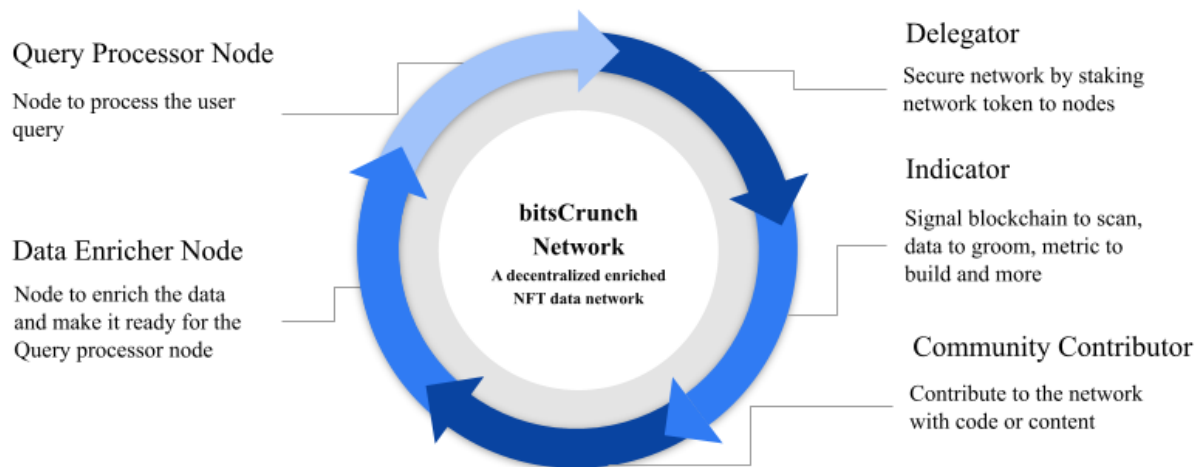 Query Processor Node
Node to process the user
query
Data Enricher Node
Node to enrich the data
and make it ready for the
Query processor node
bitsCrunch
Network
A decentralized enriched
NFT data network
Delegator
Secure network by staking
network token to nodes
Indicator
Signal blockchain to scan,
data to groom, metric to
build and more
Community Contributor
Contribute to the network
with code or content